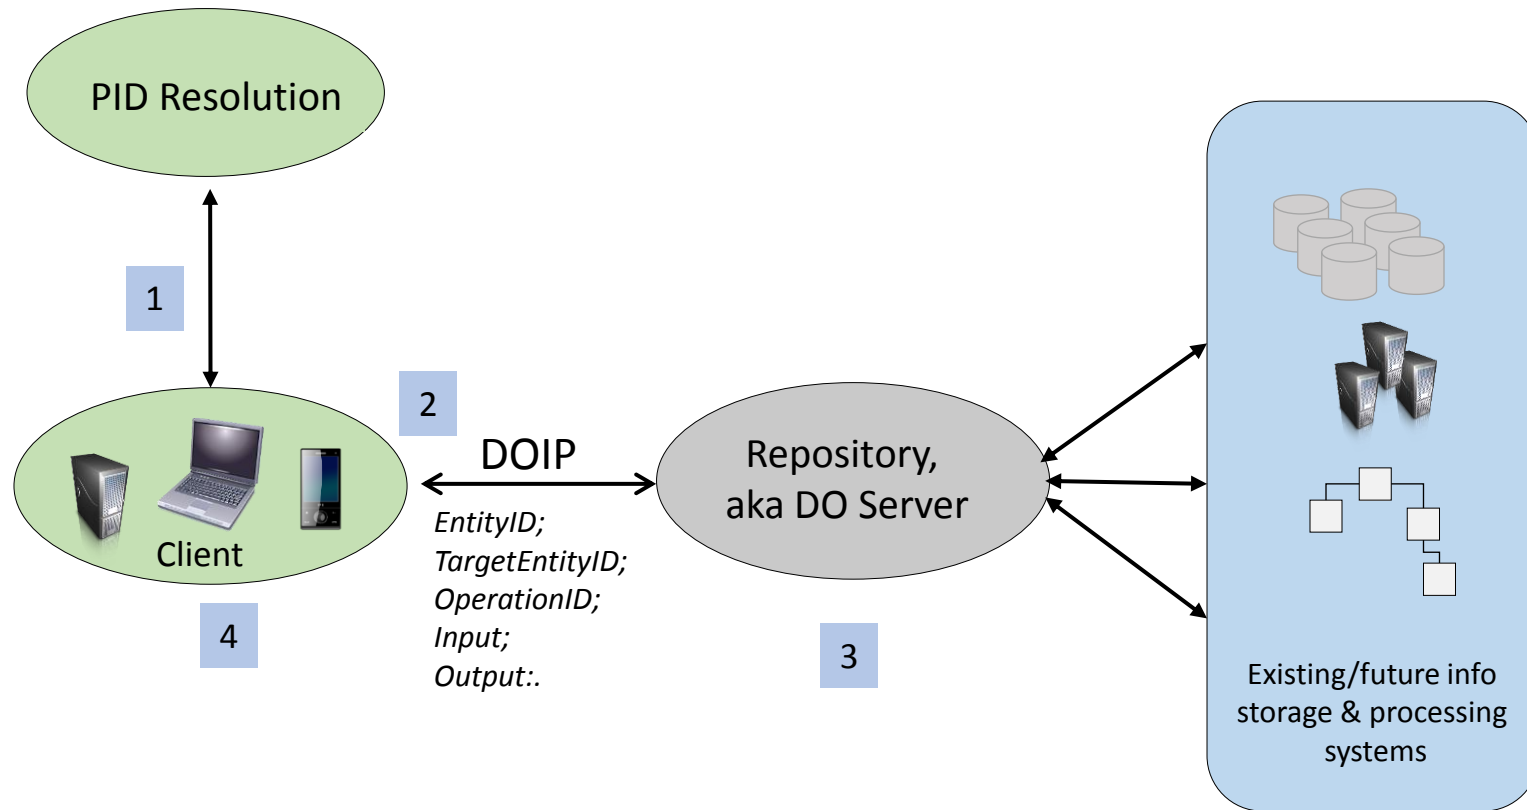 PID Resolution
1
2
DOIP
EntityID;
TargetEntityID;
OperationID;
Input;
Output:.
Client
4
Repository,
aka DO Server
3
Existing/future info
storage & processing
systems